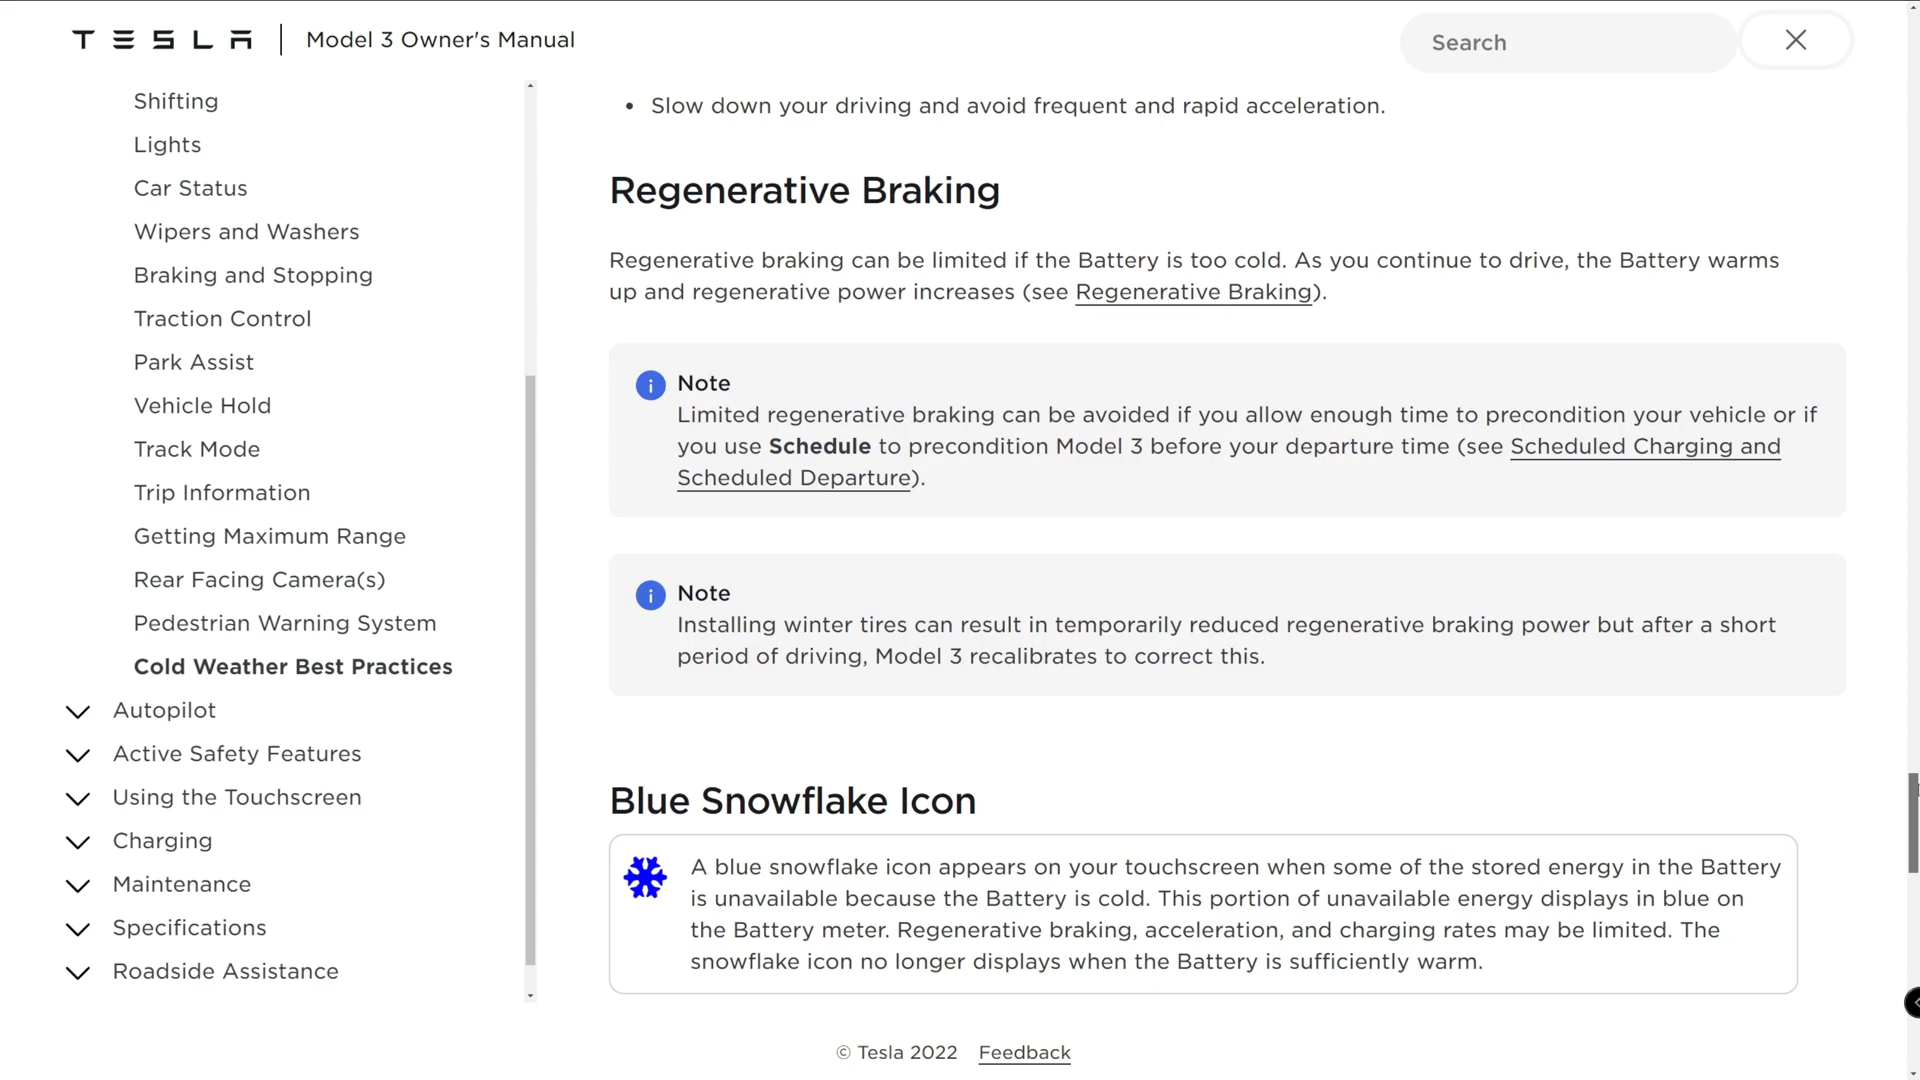 TESLA
Model 3 Owner's Manual
Search
Shifting
Lights
Car Status
Wipers and Washers
Braking and Stopping
Traction Control
Park Assist
Vehicle Hold
Track Mode
Trip Information
Getting Maximum Range
Rear Facing Camera(s)
Pedestrian Warning System
Cold Weather Best Practices
Autopilot
Active Safety Features
Using the Touchscreen
Charging
Maintenance
Specifications
Roadside Assistance
• Slow down your driving and avoid frequent and rapid acceleration.
Regenerative Braking
Regenerative braking can be limited if the Battery is too cold. As you continue to drive, the Battery warms
up and regenerative power increases (see Regenerative Braking).
Note
Limited regenerative braking can be avoided if you allow enough time to precondition your vehicle or if
you use Schedule to precondition Model 3 before your departure time (see Scheduled Charging and
Scheduled Departure).
Note
Installing winter tires can result in temporarily reduced regenerative braking power but after a short
period of driving, Model 3 recalibrates to correct this.
Blue Snowflake Icon
A blue snowflake icon appears on your touchscreen when some of the stored energy in the Battery
is unavailable because the Battery is cold. This portion of unavailable energy displays in blue on
the Battery meter. Regenerative braking, acceleration, and charging rates may be limited. The
snowflake icon no longer displays when the Battery is sufficiently warm.
© Tesla 2022 Feedback